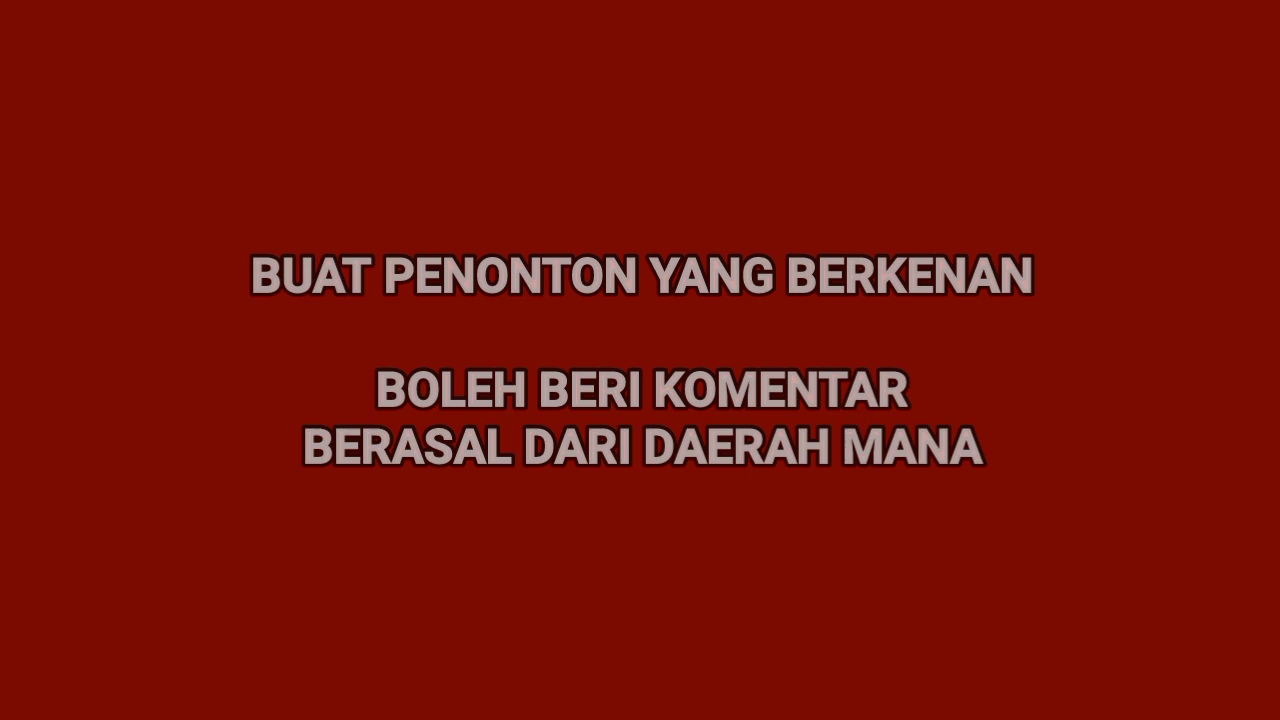 BUAT PENONTON YANG BERKENAN
BOLEH BERI KOMENTAR
BERASAL DARI DAERAH MANA